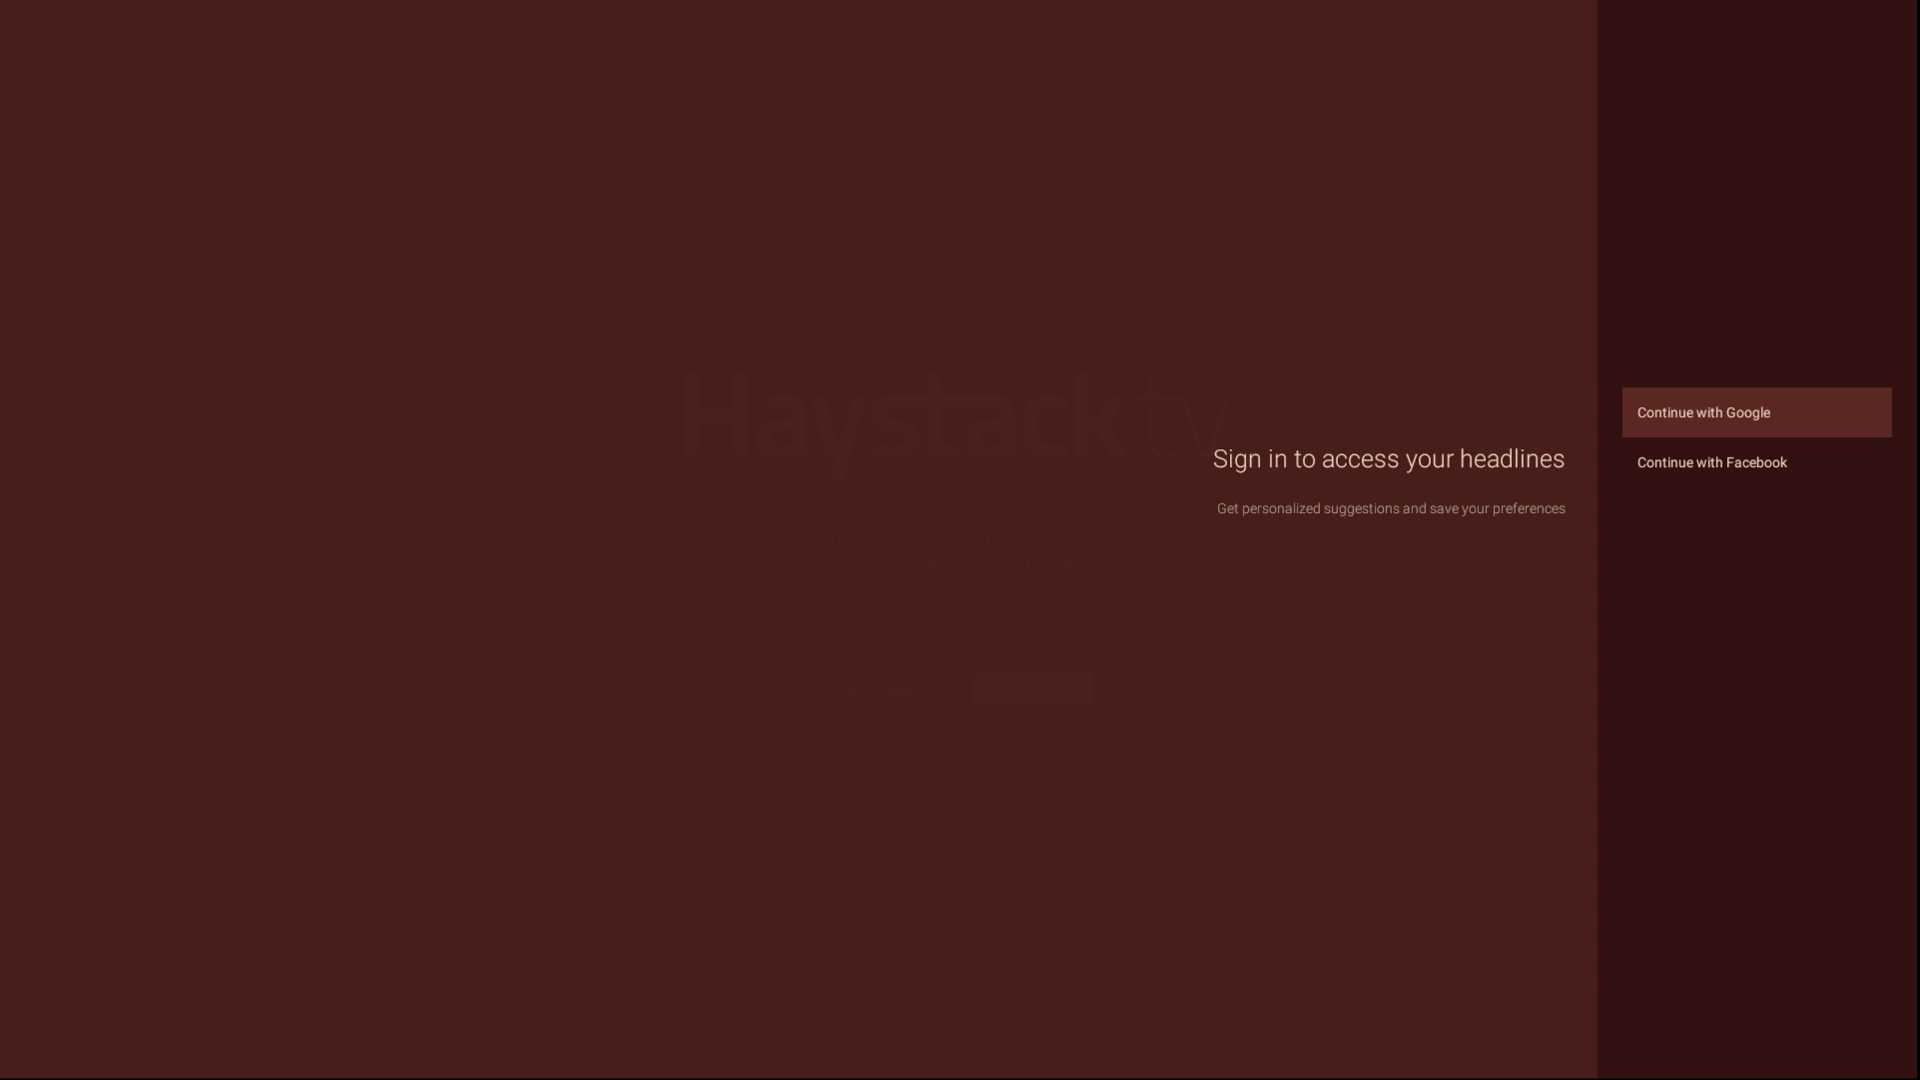 Haystack tv
Sign in to access your headlines
Get personalized suggestions and save your preferences
Continue with Google
Continue with Facebook